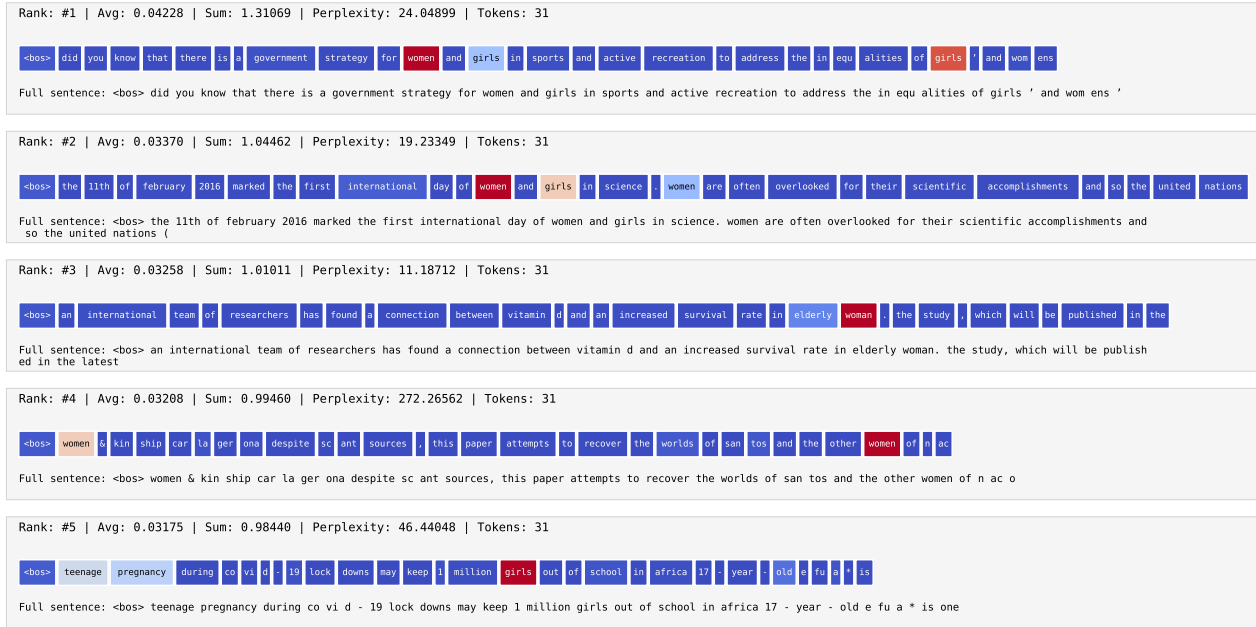 Rank: #1 | Avg: 0.04228 | Sum: 1.31069 | Perplexity: 24.04899 | Tokens: 31
<bos> did you know that there is a government strategy for women and girls in sports and active recreation to address the in equ alities of girls ’ and wom ens
Full sentence: <bos> did you know that there is a government strategy for women and girls in sports and active recreation to address the in equ alities of girls ’ and wom ens ’
Rank: #2 | Avg: 0.03370 | Sum: 1.04462 | Perplexity: 19.23349 | Tokens: 31
<bos> the 11th of february 2016 marked the first international day of women and girls in science . women are often overlooked for their scientific accomplishments and so the united nations
Full sentence: <bos> the 11th of february 2016 marked the first international day of women and girls in science. women are often overlooked for their scientific accomplishments and
so the united nations (
Rank: #3 | Avg: 0.03258 | Sum: 1.01011 | Perplexity: 11.18712 | Tokens: 31
<bos> an international team of researchers has found a connection between vitamin d and an increased survival rate in elderly woman . the study , which will be published in the
Full sentence: <bos> an international team of researchers has found a connection between vitamin d and an increased survival rate in elderly woman. the study, which will be publish
ed in the latest
Rank: #4 | Avg: 0.03208 | Sum: 0.99460 | Perplexity: 272.26562 | Tokens: 31
<bos> women & kin ship car la ger ona despite sc ant sources , this paper attempts to recover the worlds of san tos and the other women of n ac
Full sentence: <bos> women & kin ship car la ger ona despite sc ant sources, this paper attempts to recover the worlds of san tos and the other women of n ac o
Rank: #5 | Avg: 0.03175 | Sum: 0.98440 | Perplexity: 46.44048 | Tokens: 31
<bos> teenage pregnancy during co vi d - 19 lock downs may keep 1 million girls out of school in africa 17 - year - old e fu a * is
Full sentence: <bos> teenage pregnancy during co vi d - 19 lock downs may keep 1 million girls out of school in africa 17 - year - old e fu a * is one